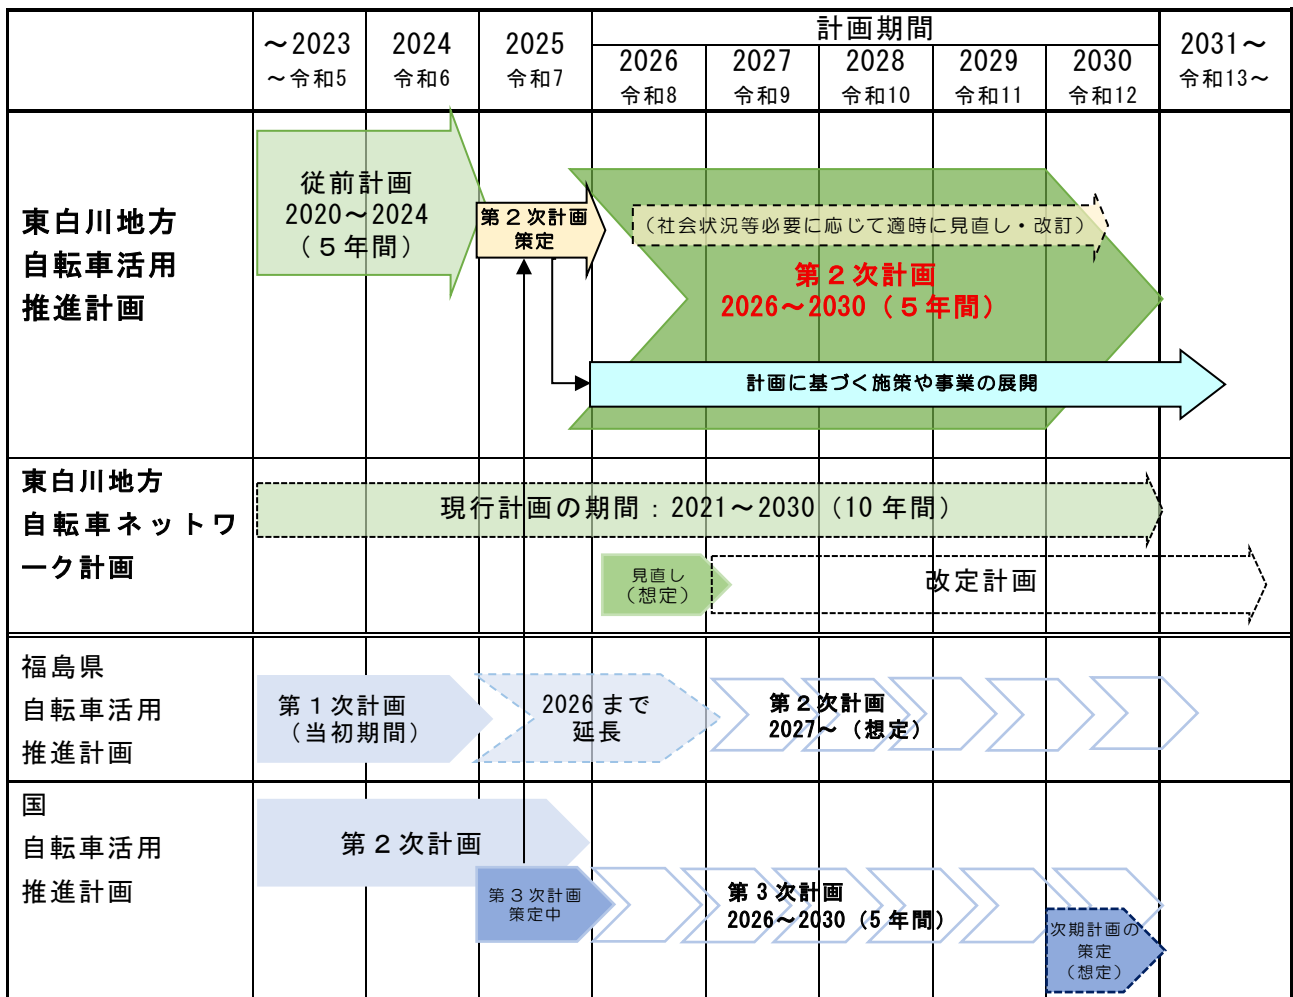 計画期間
～2023
～令和5
2024
令和6
2025
令和7
2026
令和8
2027
令和9
2028
令和10
2029
令和11
2030
令和12
2031～
令和13～
東白川地方
自転車活用
推進計画
従前計画
2020～2024
（５年間）
第２次計画
策定
（社会状況等必要に応じて適時に見直し・改訂）
第２次計画
2026～2030（５年間）
計画に基づく施策や事業の展開
東白川地方
自転車ネットワ
ーク計画
現行計画の期間：2021～2030（10年間）
見直し
（想定）
改定計画
福島県
自転車活用
推進計画
第１次計画
（当初期間）
2026まで
延長
第２次計画
2027～（想定）
国
自転車活用
推進計画
第２次計画
第３次計画
策定中
第３次計画
2026～2030（５年間）
次期計画の
策定
（想定）